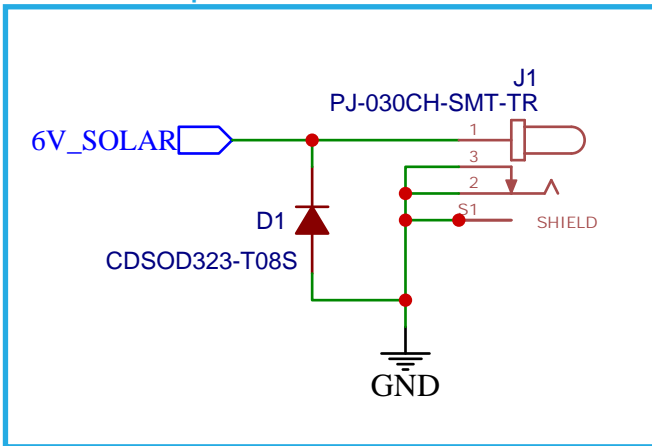 J1
PJ-030CH-SMT-TR
1
6V_SOLAR
3
2
D1
S1
SHIELD
CDSOD323-T08S
GND